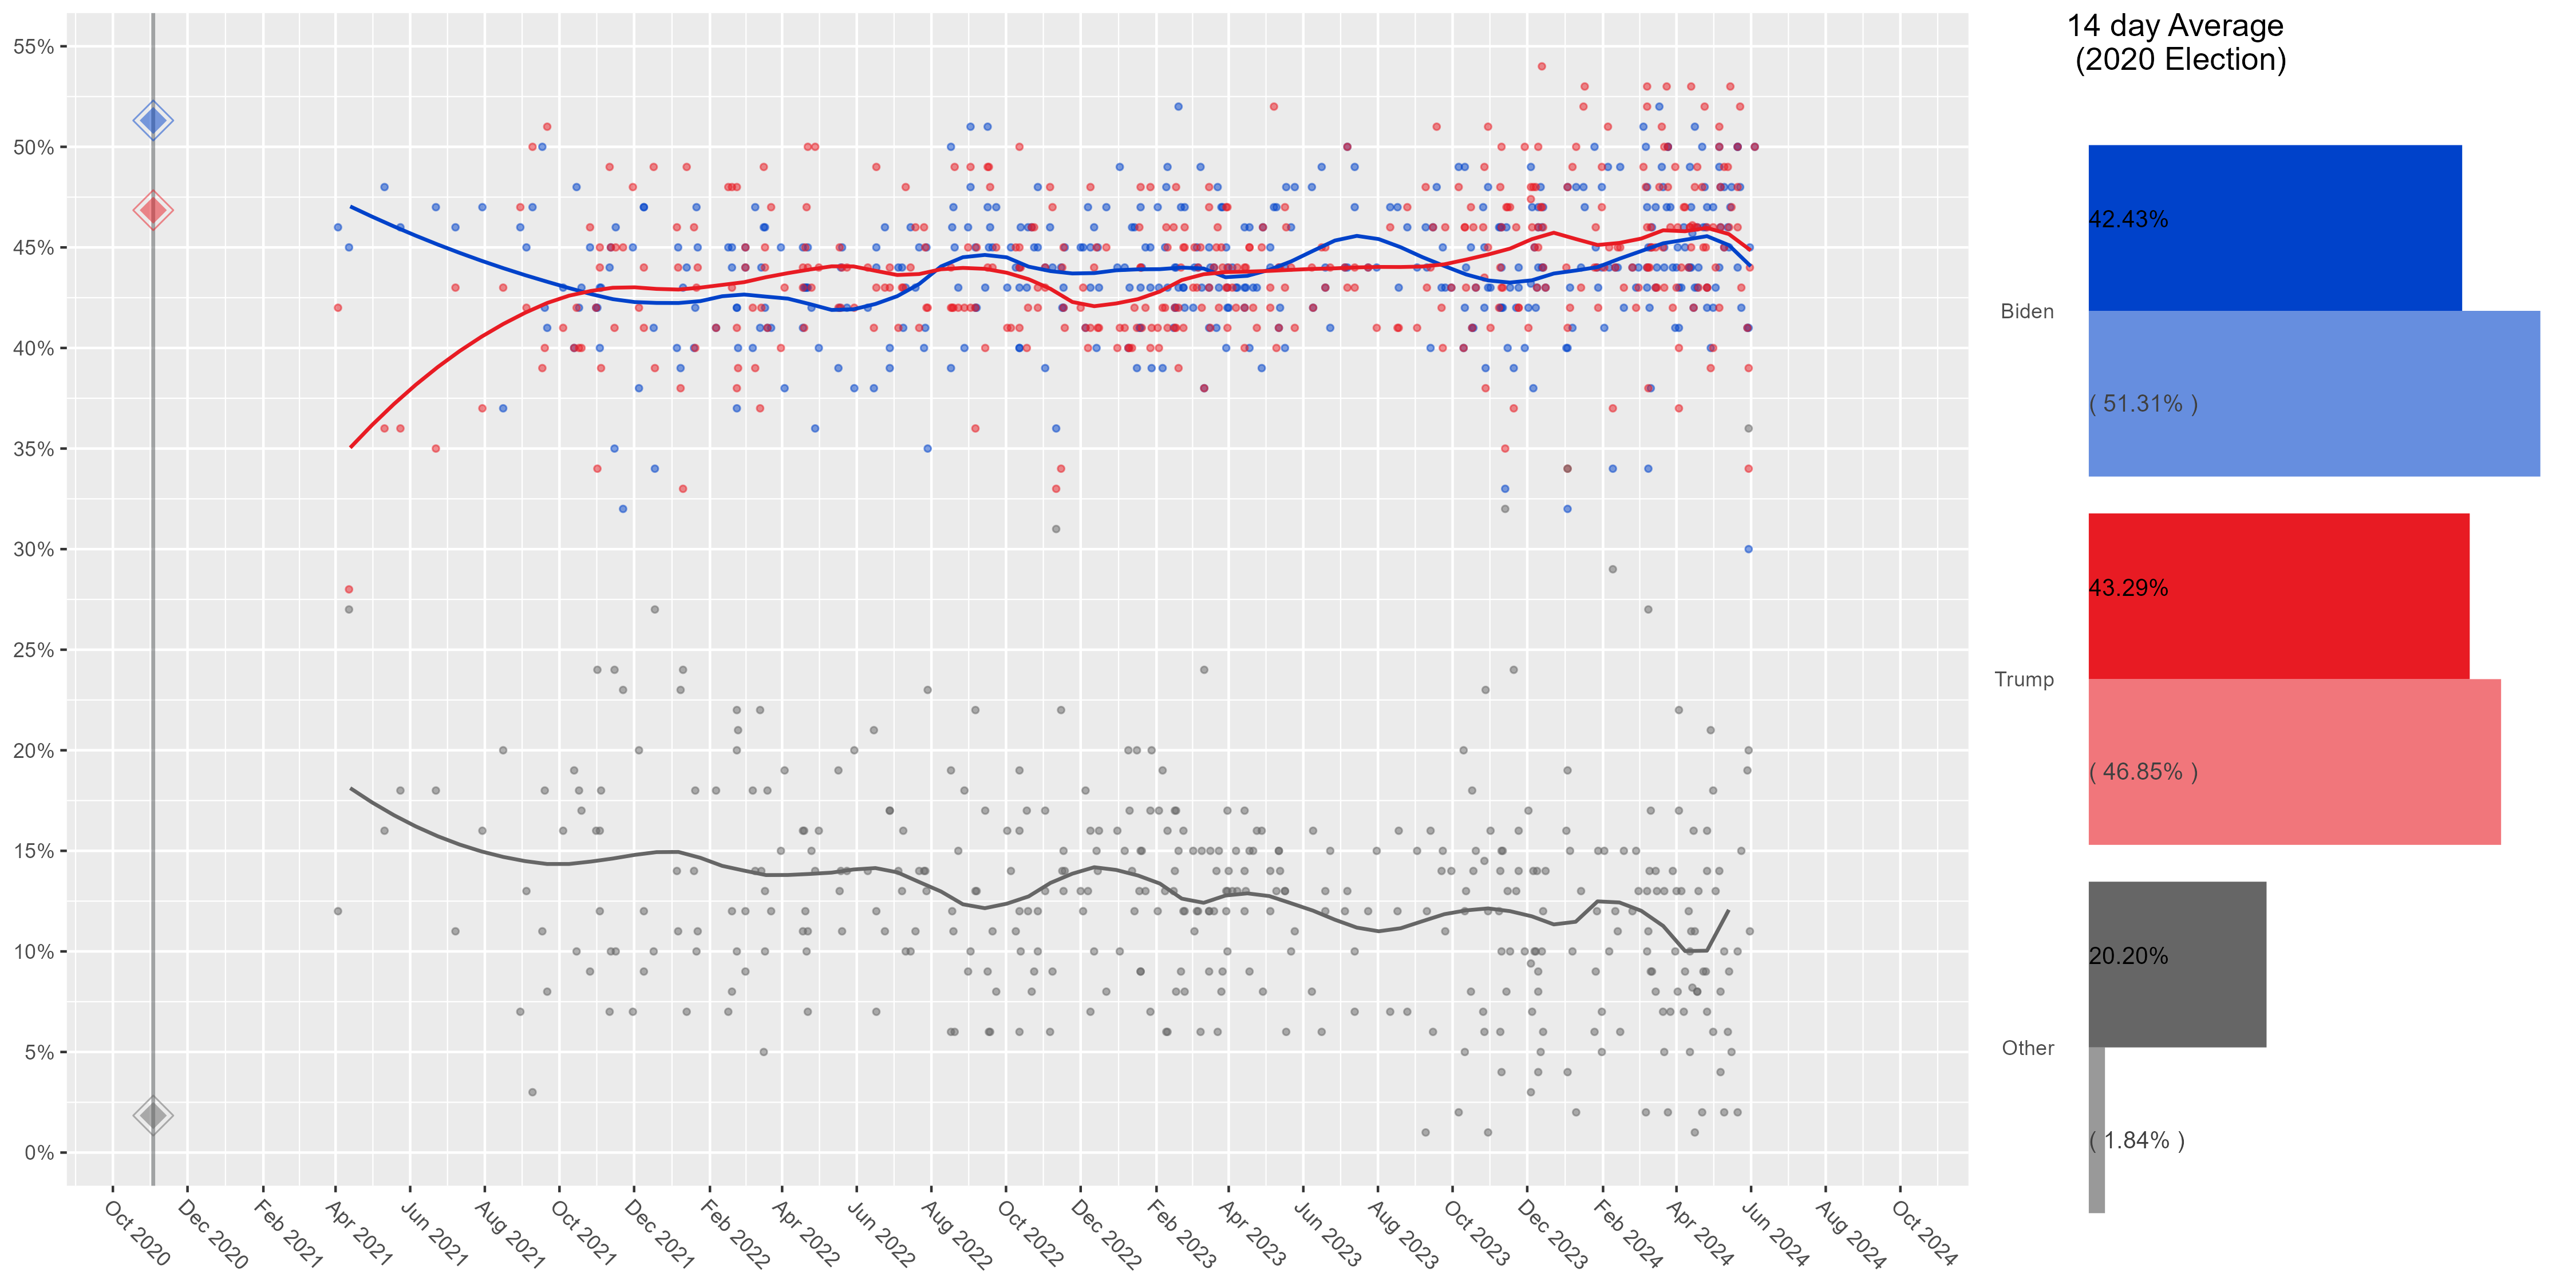 55%
50%
45%
40%
35%
30%
25%
20%
15%
10%
5%
0%
Oct 2020
Dec 2020
Feb 2021
Apr 2021
Jun 2021
Aug 2021
Oct 2021
Dec 2021
Feb 2022
Apr 2022
Jun 2022
Aug 2022
Oct 2022
Dec 2022
Feb 2023
Apr 2023
Jun 2023
Aug 2023
Oct 2023
Dec 2023
Feb 2024
Apr 2024
Jun 2024
Aug 2024
Oct 2024
14 day Average
(2020 Election)
Biden
42.43%
( 51.31% )
Trump
43.29%
( 46.85% )
Other
20.20%
( 1.84% )